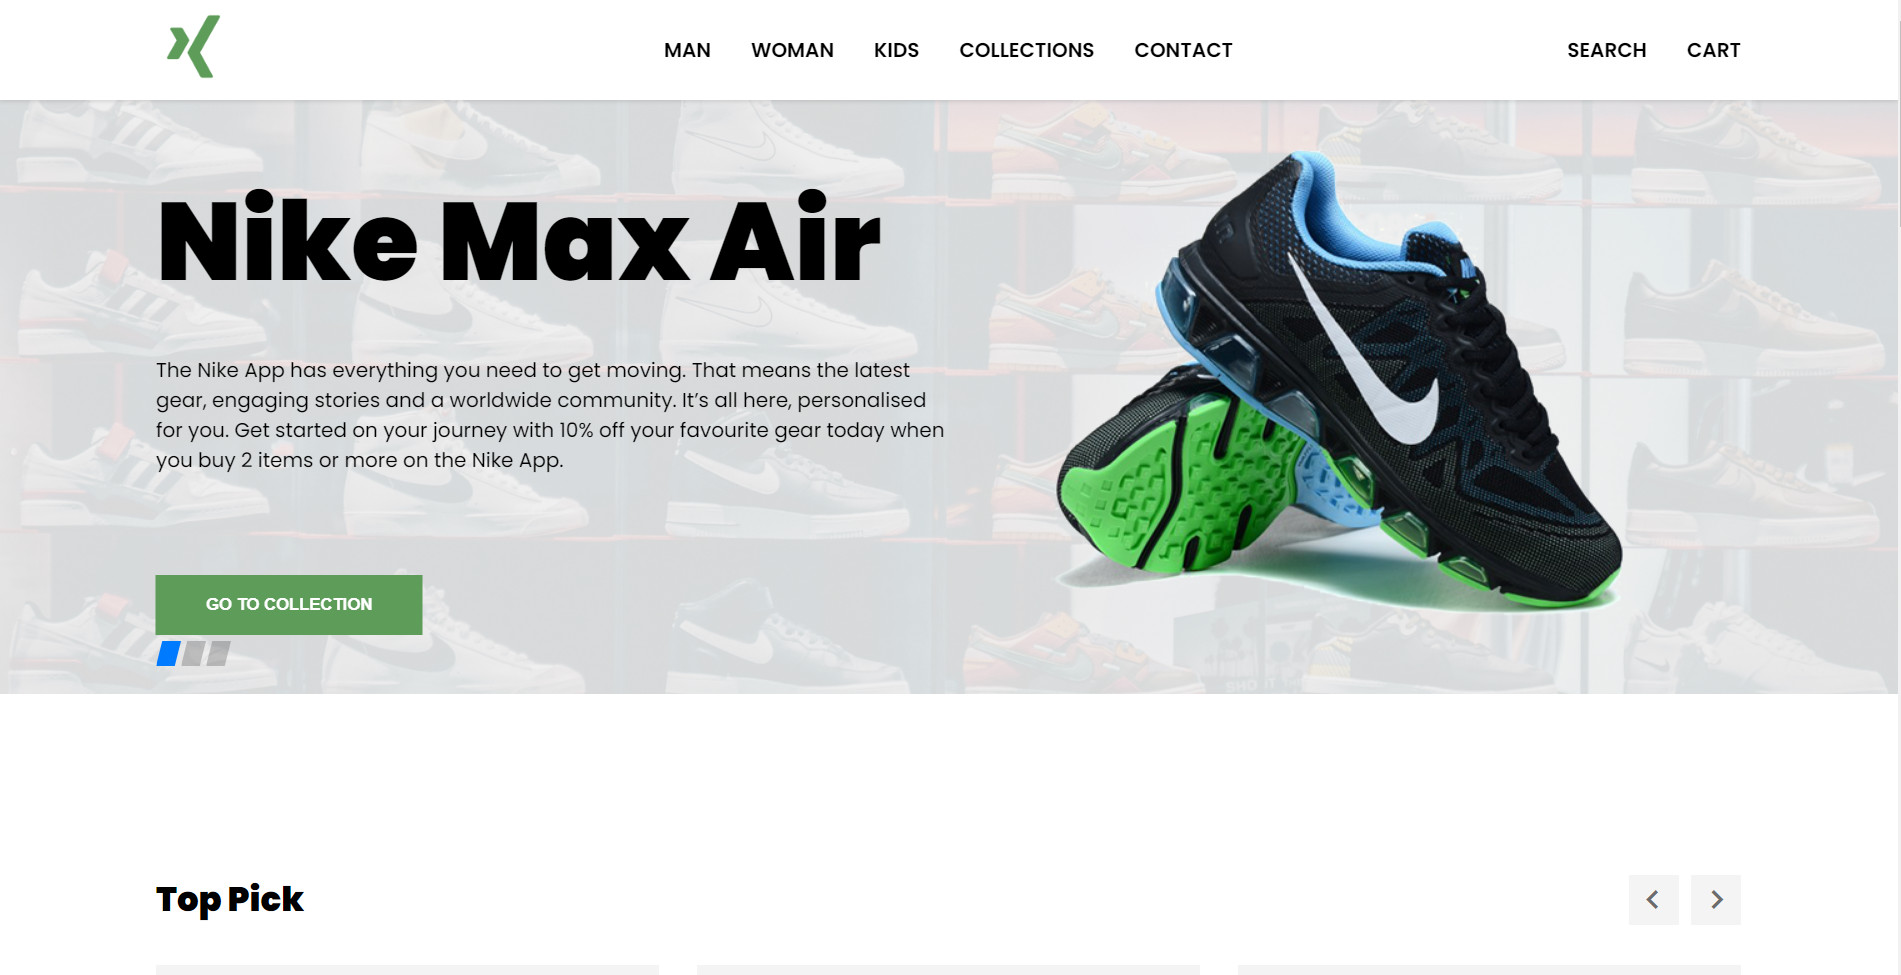 MAN WOMAN KIDS COLLECTIONS CONTACT SEARCH CART
Nike Max Air
The Nike App has everything you need to get moving. That means the latest
gear, engaging stories and a worldwide community. It’s all here, personalised
for you. Get started on your journey with 10% off your favourite gear today when
you buy 2 items or more on the Nike App.
GO TO COLLECTION
Top Pick